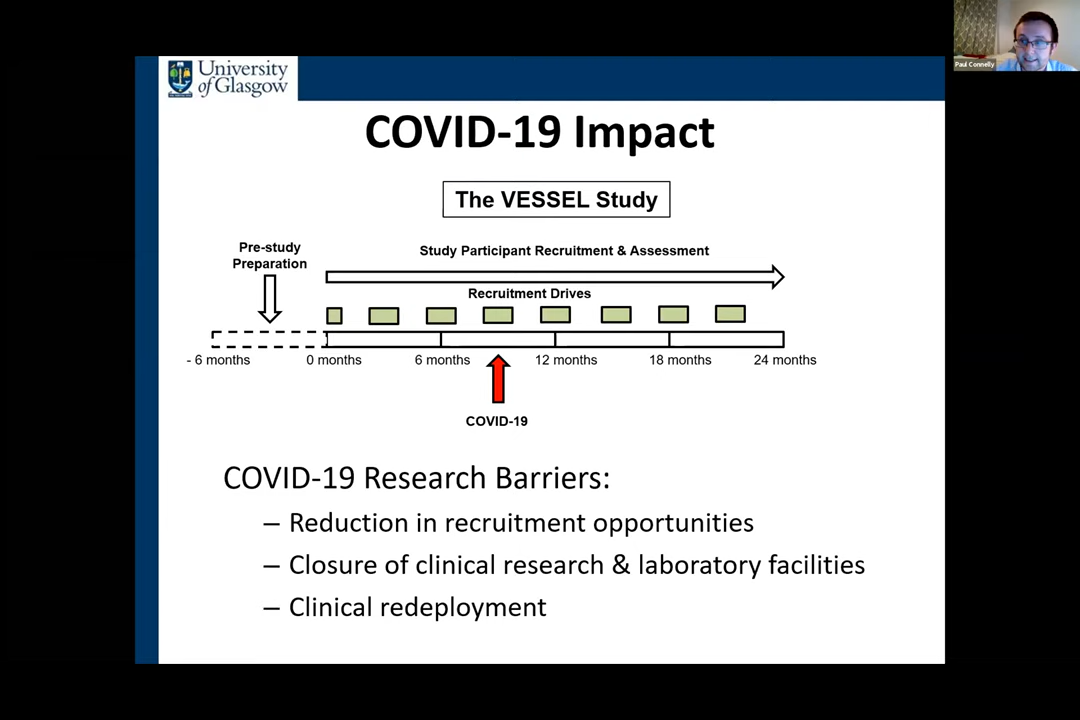 University
of Glasgow
Paul Connelly
COVID-19 Impact
The VESSEL Study
Pre-study
Preparation
Study Participant Recruitment & Assessment
Recruitment Drives
- 6 months
0 months
6 months
12 months
18 months
24 months
COVID-19
COVID-19 Research Barriers:
– Reduction in recruitment opportunities
– Closure of clinical research & laboratory facilities
– Clinical redeployment